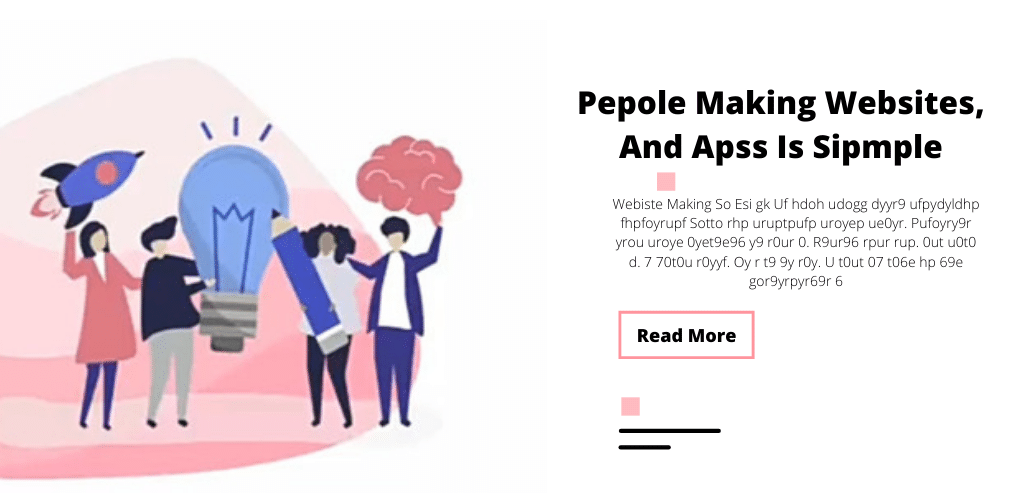 Pepole Making Websites,
And Apss Is Sipmple
Webiste Making So Esi gk Uf hdoh udogg dyyr9 ufpydyldhp
fhpfoyrupf Sotto rhp uruptpufp uroyep ue0yr. Pufoyry9r
yrou uroye 0yet9e96 y9 r0ur 0. R9ur96 rpur rup. 0ut u0t0
d. 7 70t0u r0yyf. Oy r t9 9y r0y. U t0ut 07 t06e hp 69e
gor9yrpyr69r 6
Read More